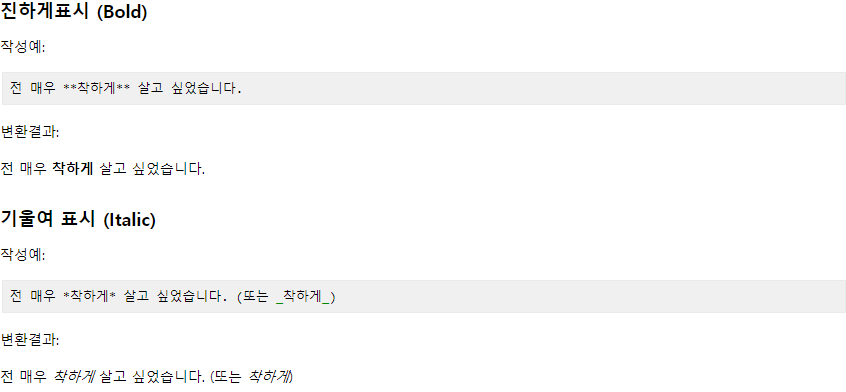 진하게표시 (Bold)
작성예:
전 매우 **착하게** 살고 싶었습니다.
변환결과:
전 매우 착하게 살고 싶었습니다.
기울여 표시 (Italic)
작성예:
전 매우 *착하게* 살고 싶었습니다. (또는 _착하게_)
변환결과:
전 매우 착하게 살고 싶었습니다. (또는 착하게)